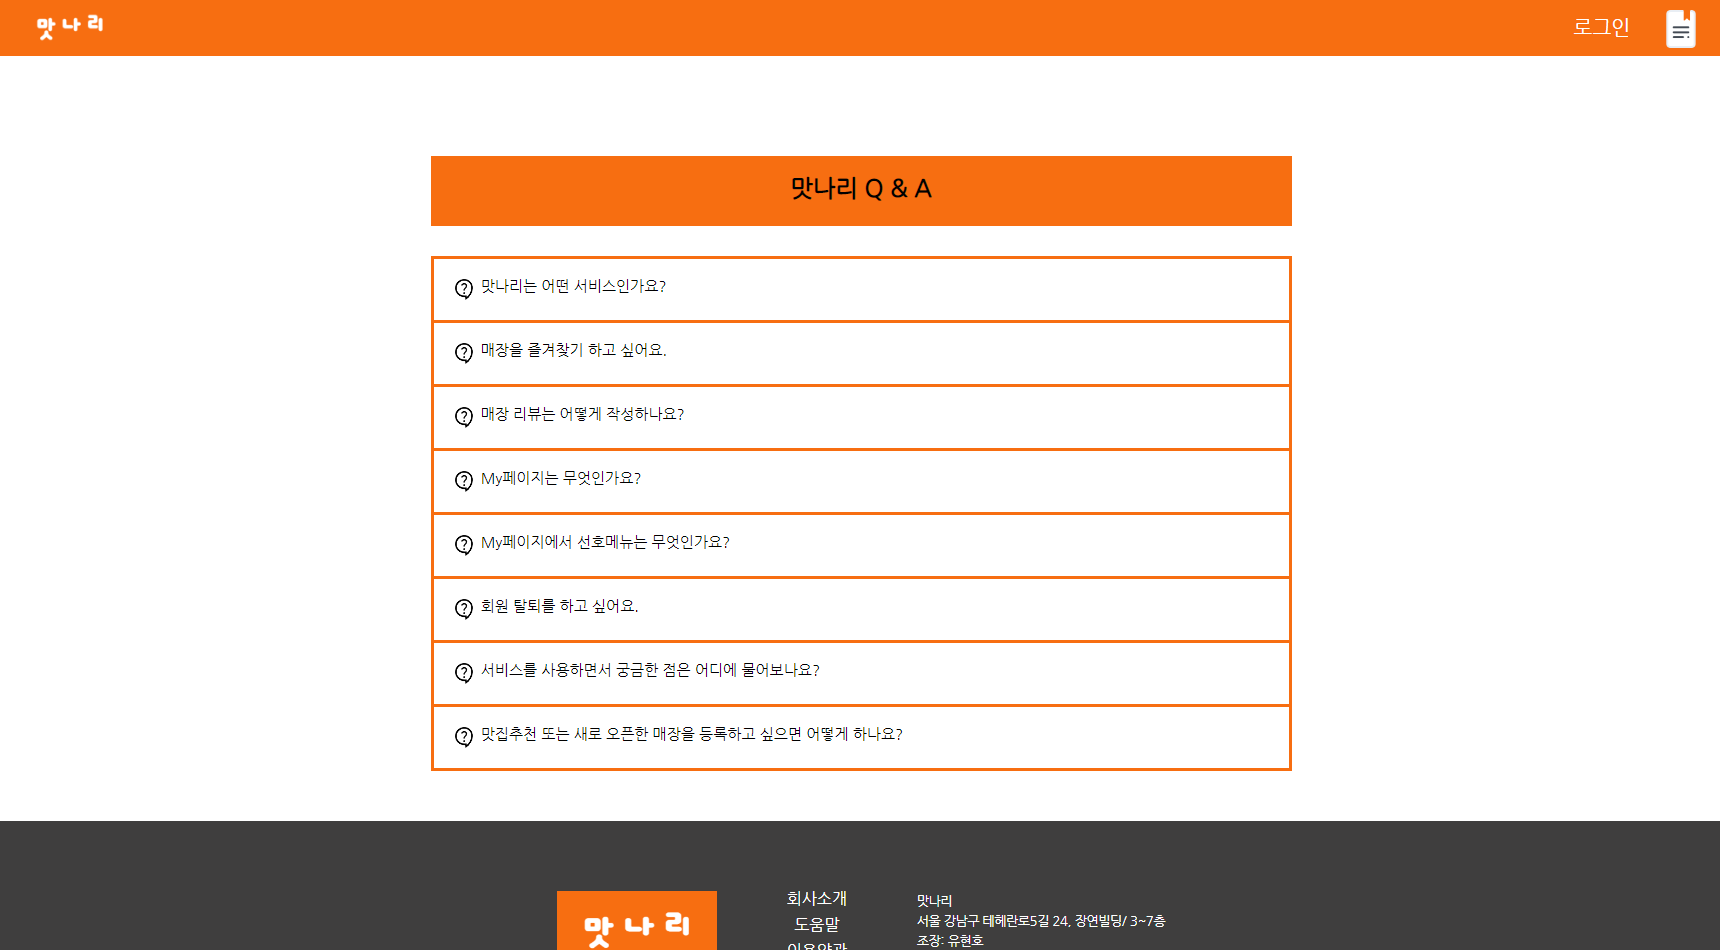 맛나리
로그인
맛나리 Q & A
맛나리는 어떤 서비스인가요?
매장을 즐겨찾기 하고 싶어요.
매장 리뷰는 어떻게 작성하나요?
My페이지는 무엇인가요?
My페이지에서 선호메뉴는 무엇인가요?
회원 탈퇴를 하고 싶어요.
서비스를 사용하면서 궁금한 점은 어디에 물어보나요?
맛집추천 또는 새로 오픈한 매장을 등록하고 싶으면 어떻게 하나요?
맛나리
회사소개
도움말
이용약관
맛나리
서울 강남구 테헤란로5길 24, 장연빌딩/ 3~7층
조장: 유현호